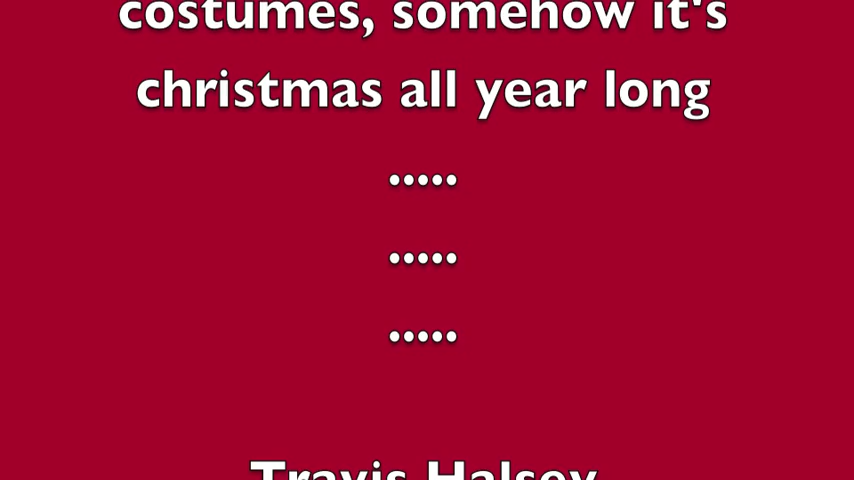 costumes, somehow it's
christmas all year long
.....
.....
.....
Travis Halsey